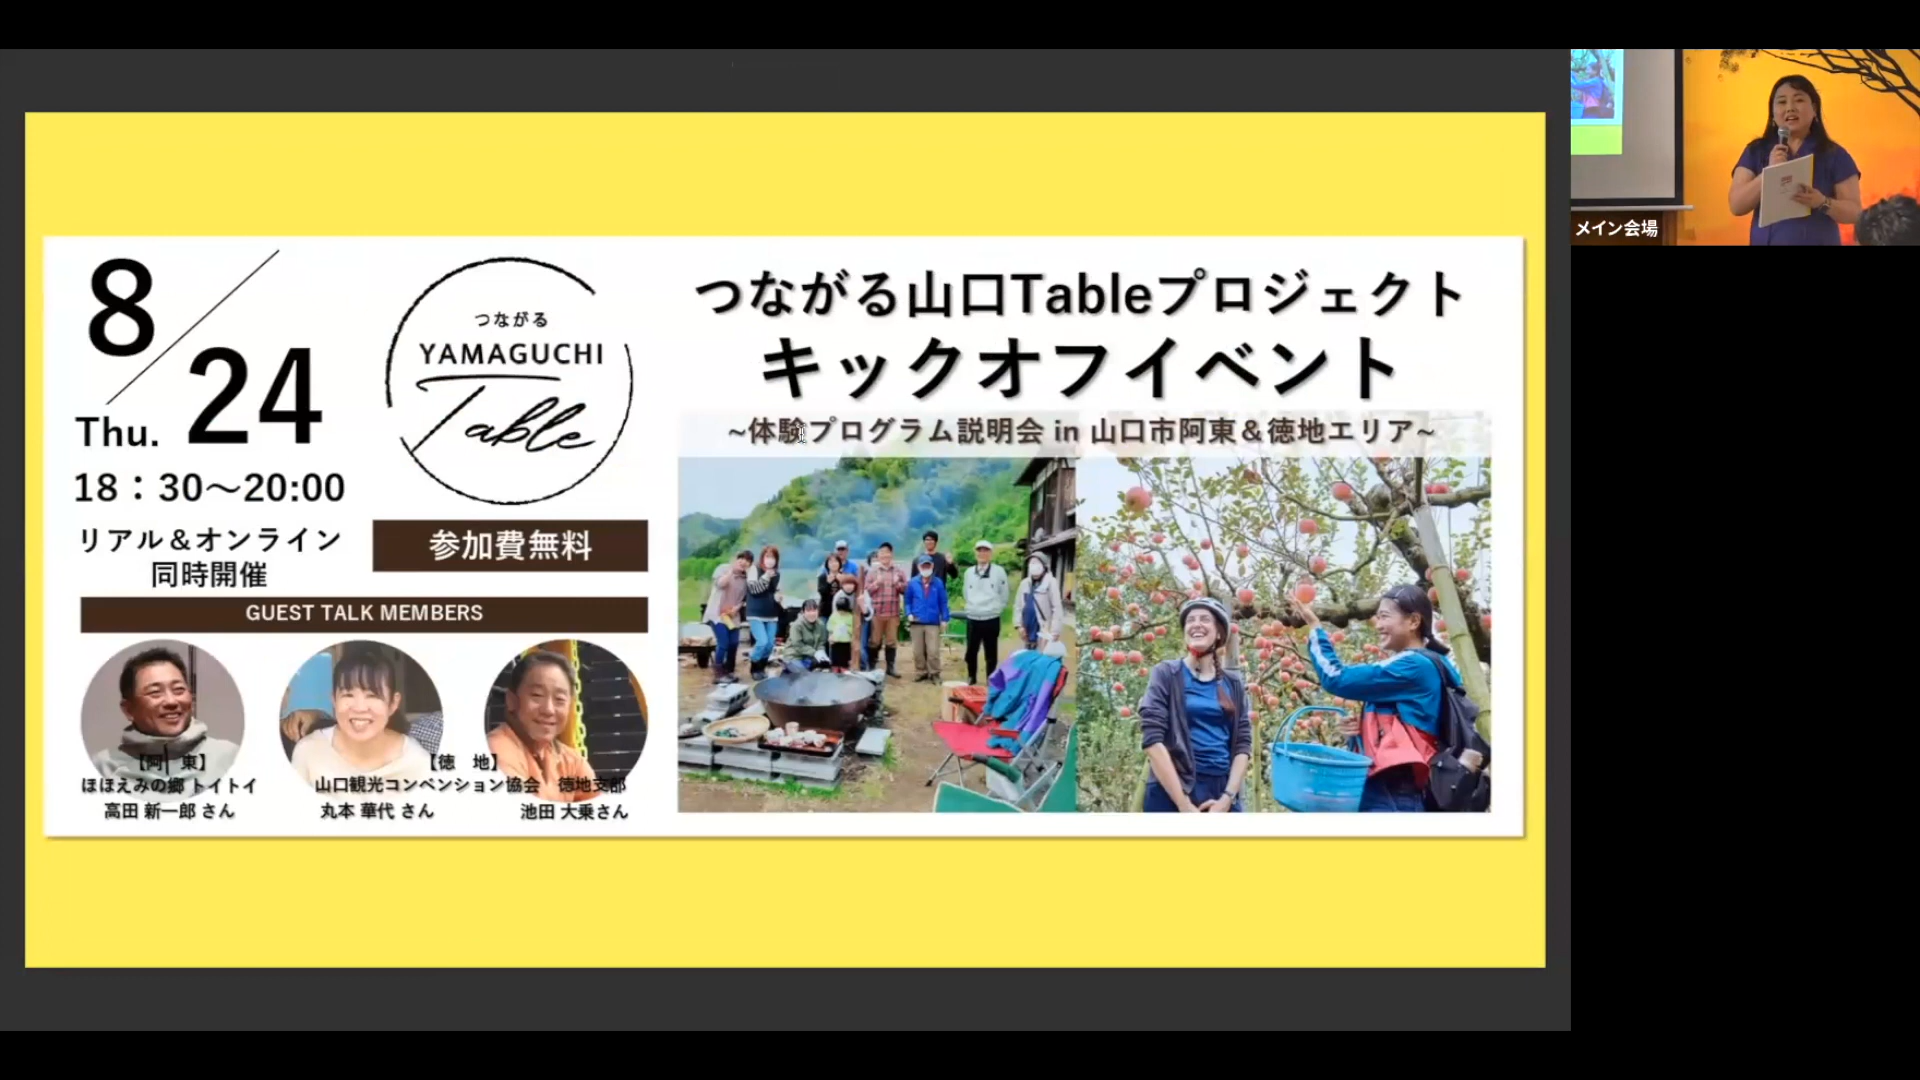 8/24
Thu.
18：30～20:00
リアル＆オンライン
同時開催
つながる
YAMAGUCHI
Table
参加費無料
GUEST TALK MEMBERS
【阿　東】
ほほえみの郷 トイトイ
高田 新一郎 さん
【徳　地】
山口観光コンベンション協会　徳地支部
丸本 華代 さん
池田 大乗さん
つながる山口Tableプロジェクト
キックオフイベント
~体験プログラム説明会 in 山口市阿東＆徳地エリア~
メイン会場